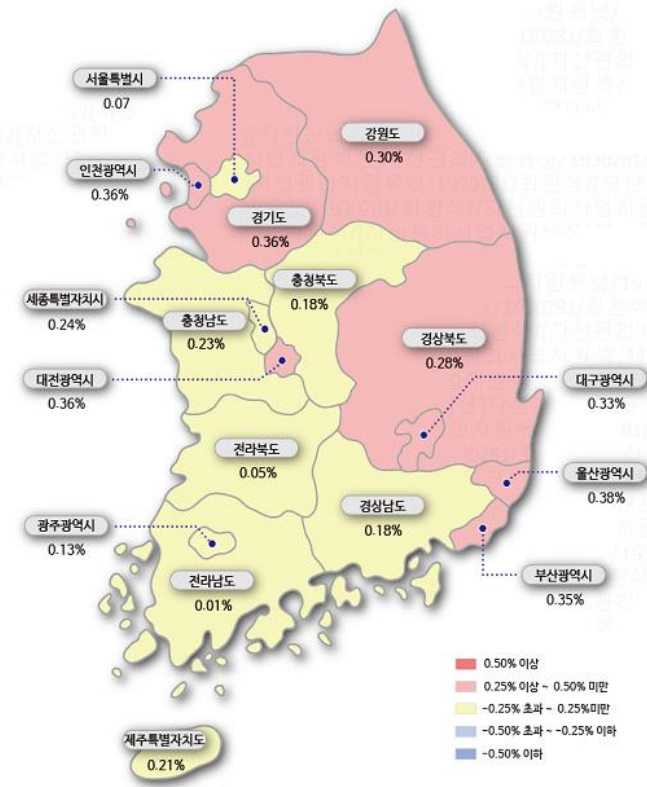 서울특별시
0.07
강원도
0.30%
인천광역시
0.36%
경기도
0.36%
충청북도
0.18%
세종특별자치시
0.24%
충청남도
0.23%
경상북도
0.28%
대전광역시
0.36%
대구광역시
0.33%
전라북도
0.05%
울산광역시
0.38%
경상남도
0.18%
광주광역시
0.13%
전라남도
0.01%
부산광역시
0.35%
0.50% 이상
0.25% 이상 ~ 0.50% 미만
-0.25% 초과 ~ 0.25%미만
-0.50% 초과 ~ -0.25% 이하
-0.50% 이하
제주특별자치도
0.21%